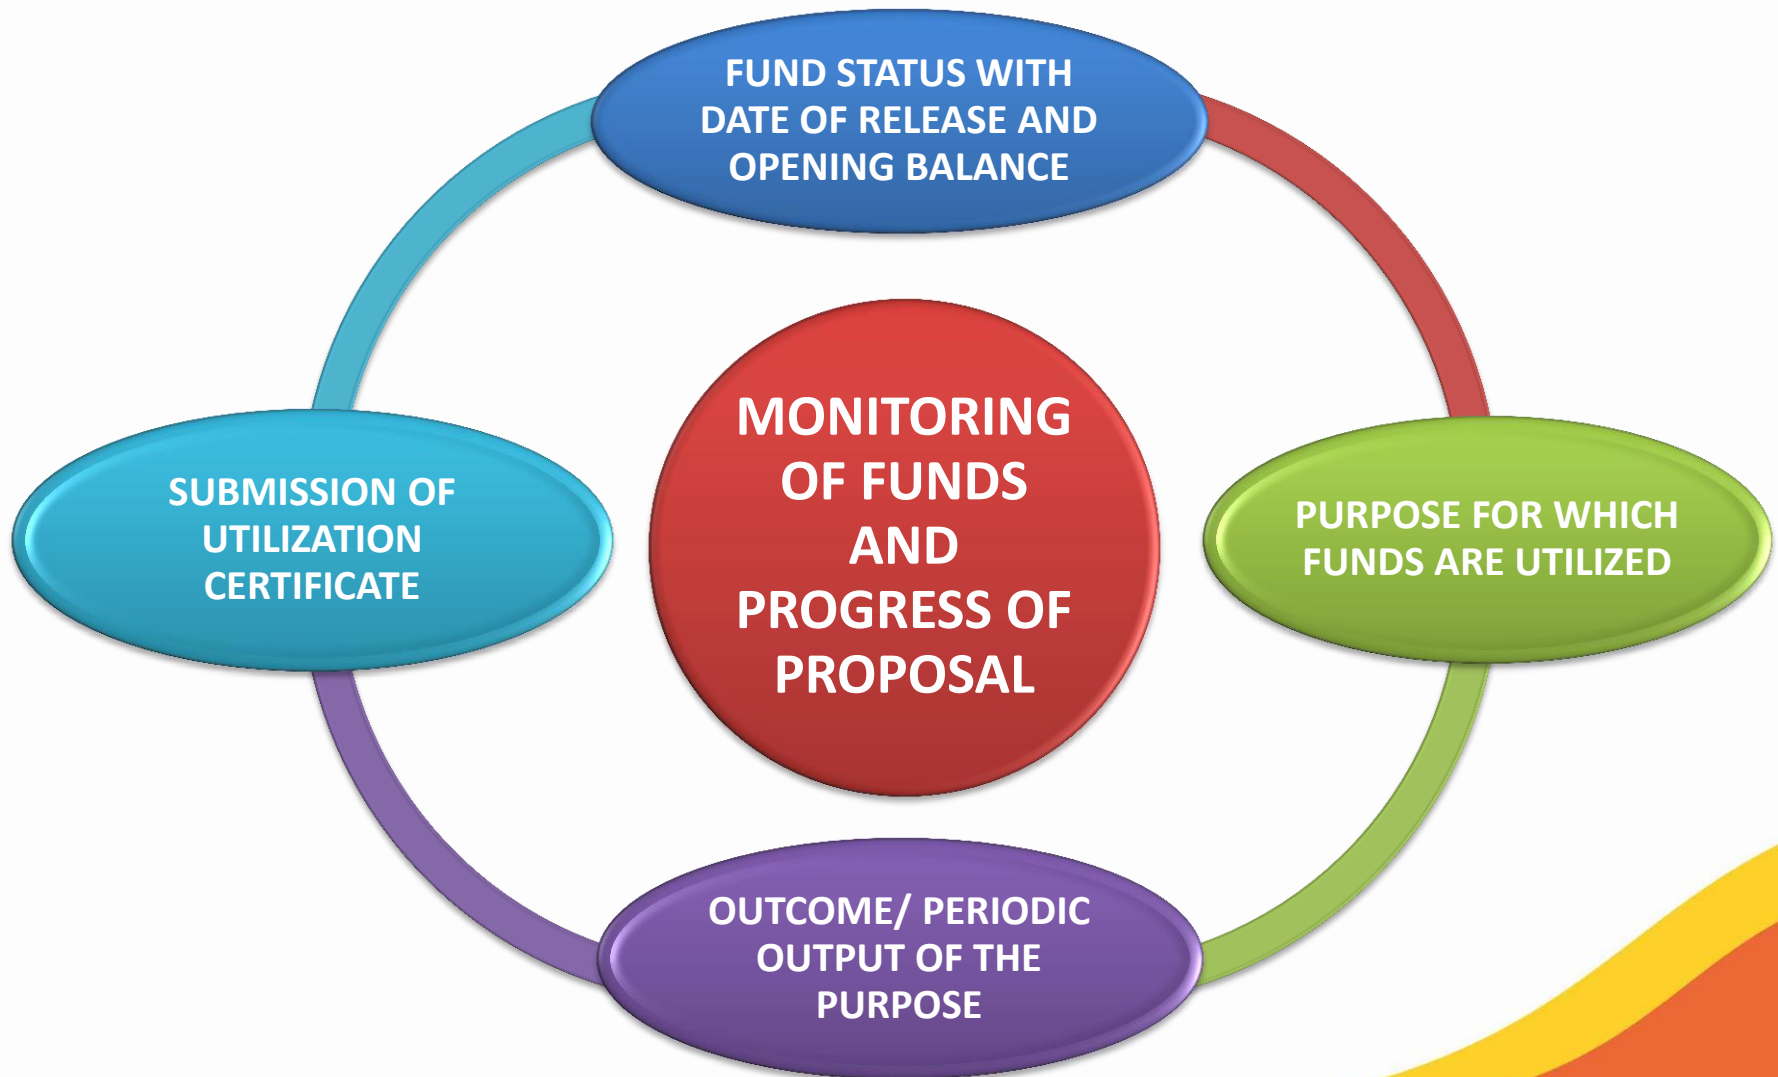 FUND STATUS WITH
DATE OF RELEASE AND
OPENING BALANCE
MONITORING
OF FUNDS
AND
PROGRESS OF
PROPOSAL
SUBMISSION OF
UTILIZATION
CERTIFICATE
PURPOSE FOR WHICH
FUNDS ARE UTILIZED
OUTCOME/ PERIODIC
OUTPUT OF THE
PURPOSE